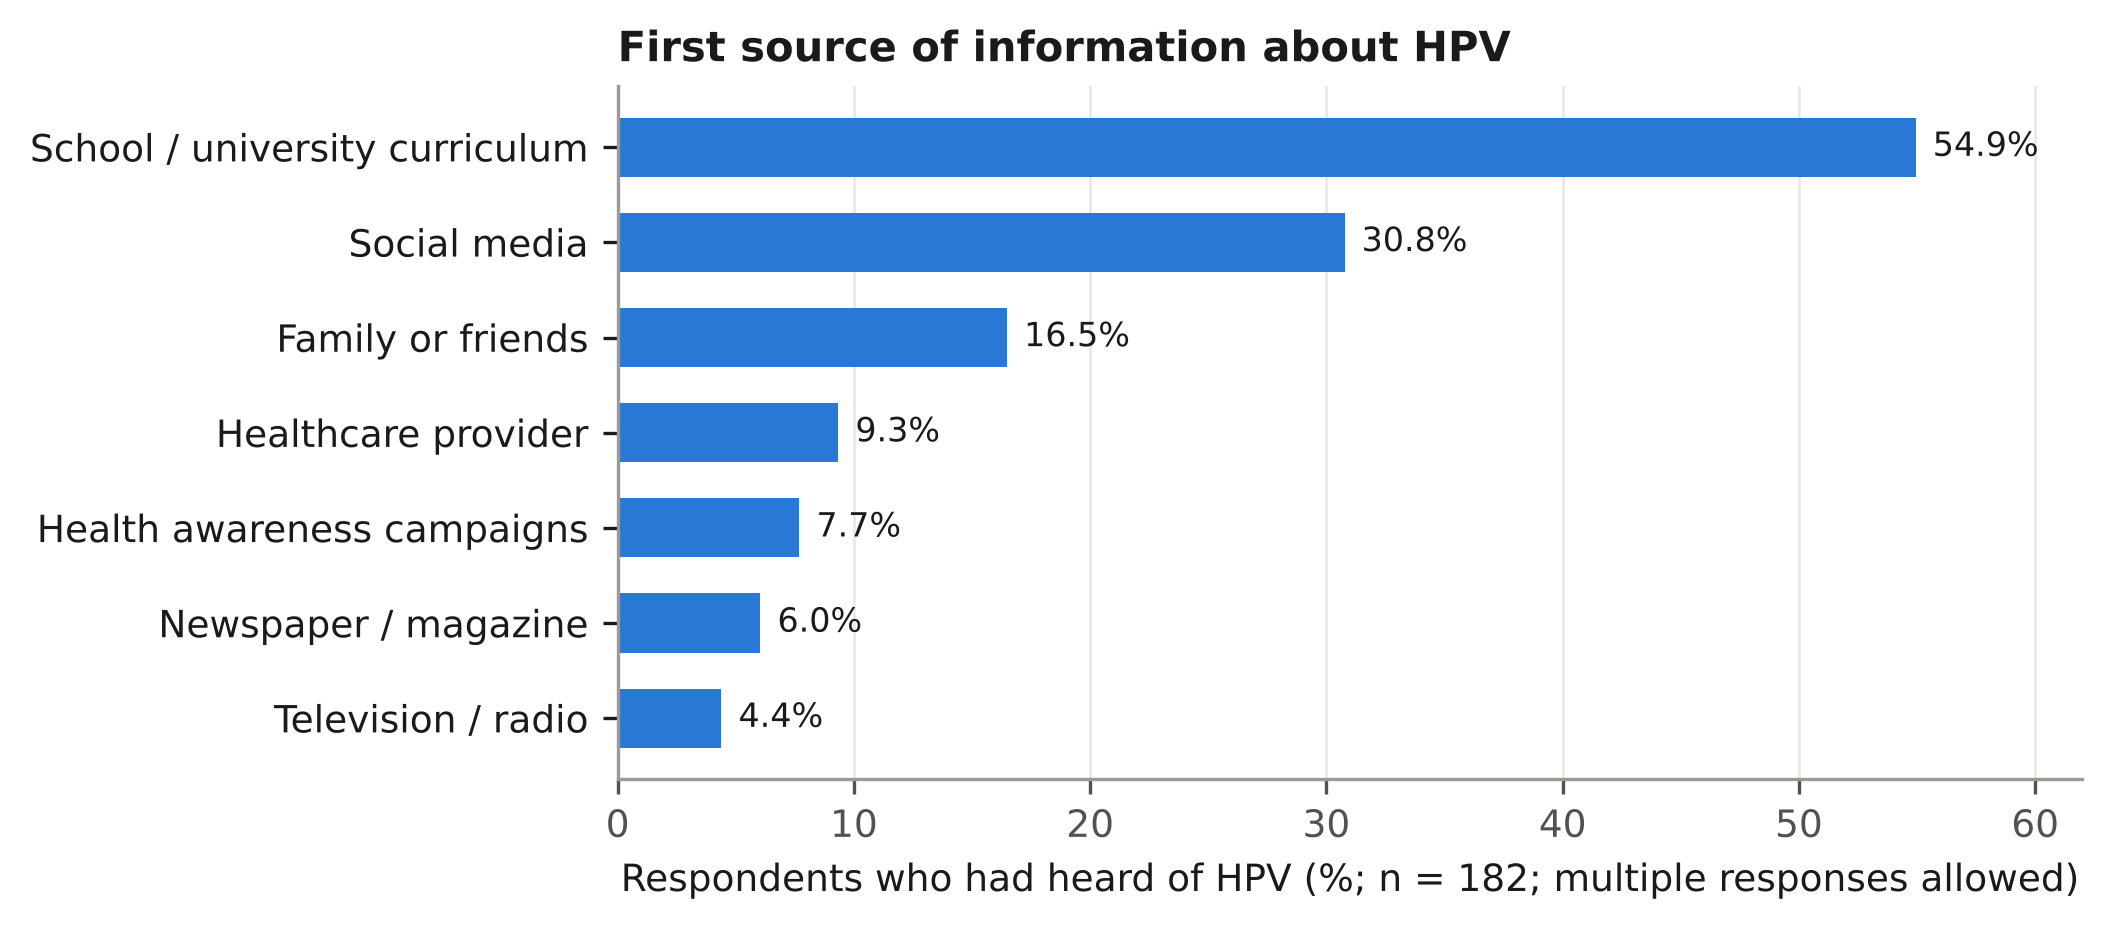 First source of information about HPV
School / university curriculum 54.9%
Social media 30.8%
Family or friends 16.5%
Healthcare provider 9.3%
Health awareness campaigns 7.7%
Newspaper / magazine 6.0%
Television / radio 4.4%
0 10 20 30 40 50 60
Respondents who had heard of HPV (%; n = 182; multiple responses allowed)